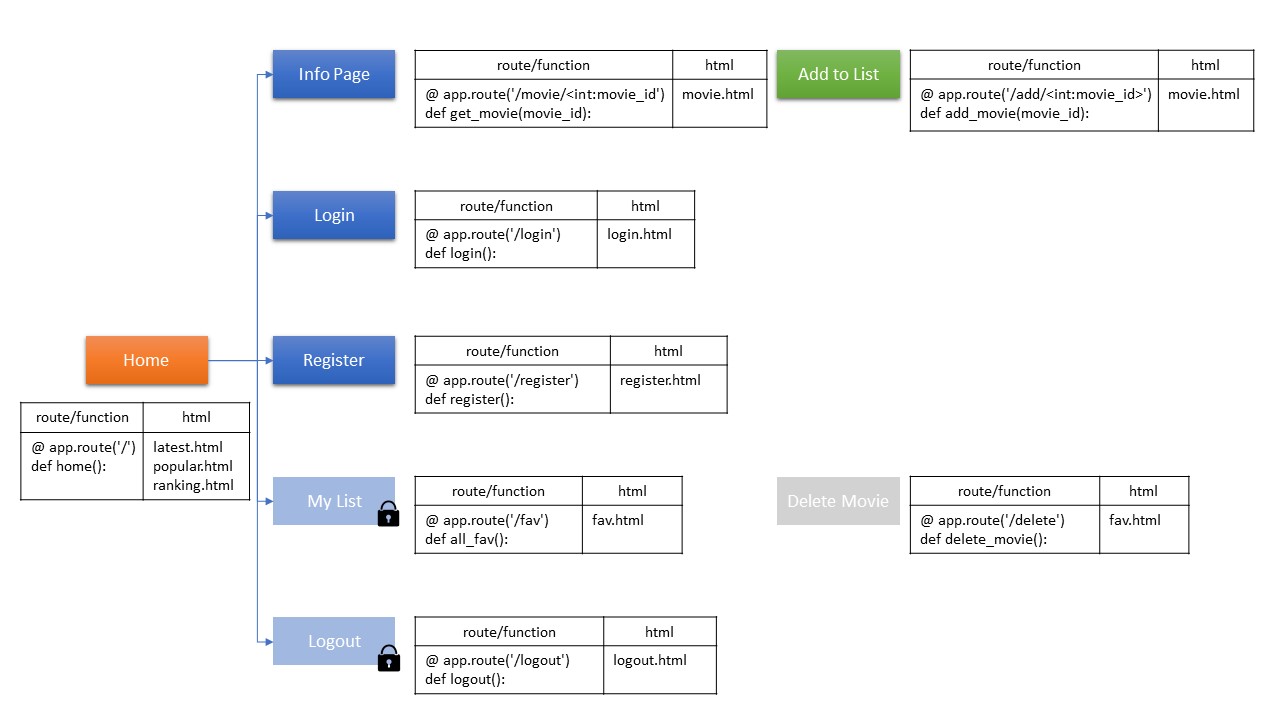 Info Page
route/function html
@ app.route('/movie/<int:movie_id') movie.html
def get_movie(movie_id):
Add to List
route/function html
@ app.route('/add/<int:movie_id>') movie.html
def add_movie(movie_id):
Login
route/function html
@ app.route('/login') login.html
def login():
Home
route/function html
@ app.route('/') latest.html
def home(): popular.html
ranking.html
Register
route/function html
@ app.route('/register') register.html
def register():
My List
route/function html
@ app.route('/fav') fav.html
def all_fav():
Delete Movie
route/function html
@ app.route('/delete') fav.html
def delete_movie():
Logout
route/function html
@ app.route('/logout') logout.html
def logout():